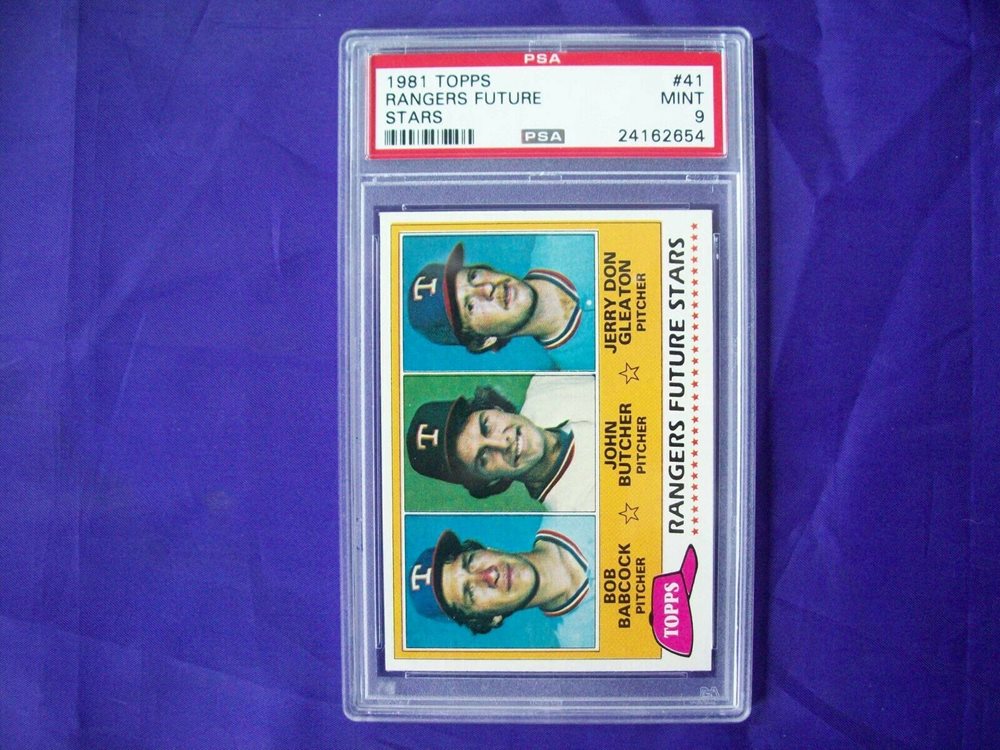 PSA
1981 TOPPS #41
RANGERS FUTURE MINT
STARS 9
PSA 24162654
T T T
BOB JOHN JERRY DON
BABCOCK ☆ BUTCHER ☆ GLEATON
PITCHER PITCHER PITCHER
TOPPS RANGERS FUTURE STARS